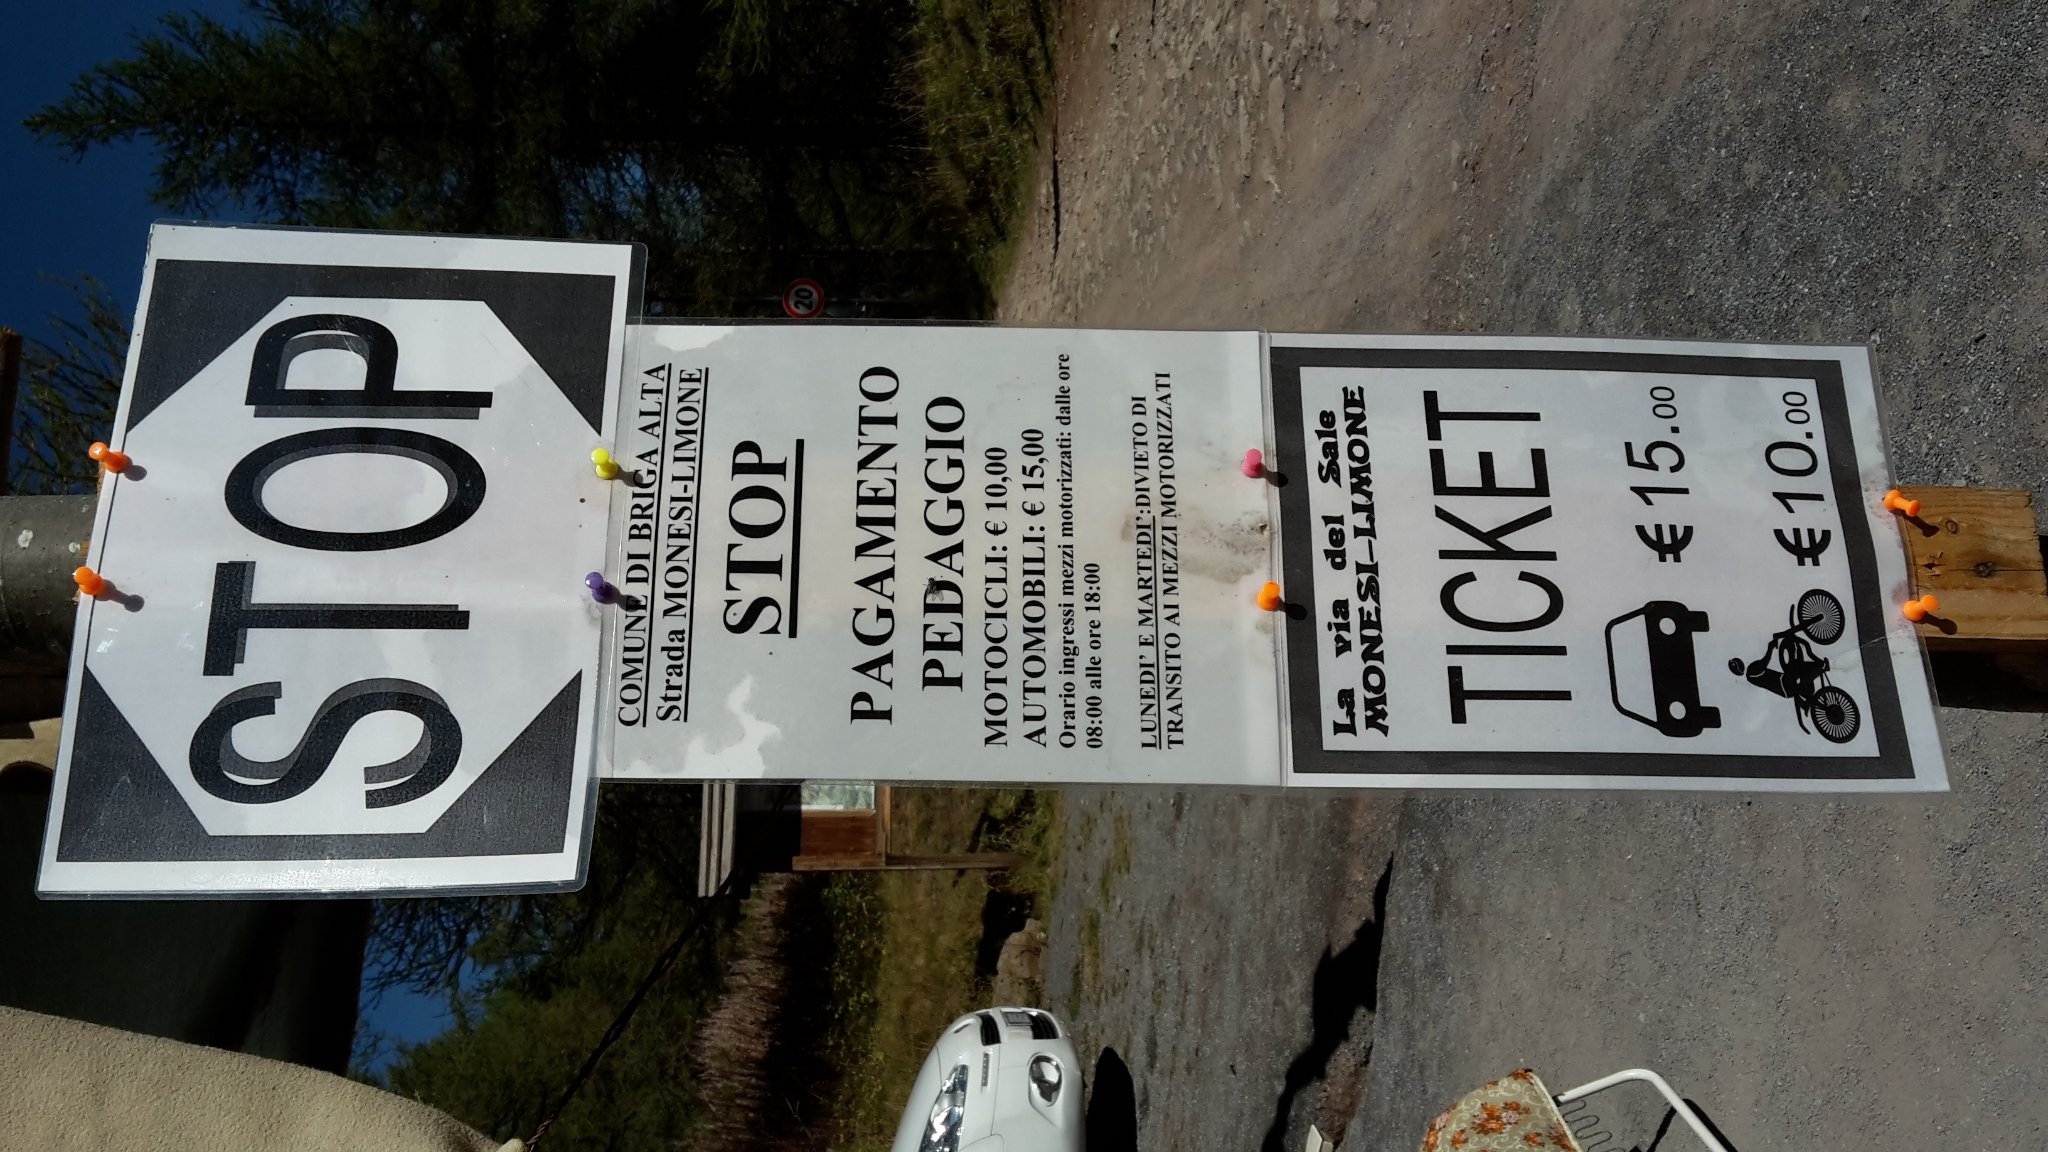 STOP
COMUNE DI BRIGA ALTA
Strada MONESI-LIMONE
STOP
PAGAMENTO
PEDAGGIO
MOTOCICLI: € 10,00
AUTOMOBILI: € 15,00
Orario ingressi mezzi motorizzati: dalle ore
08:00 alle ore 18:00
LUNEDI' E MARTEDI':DIVIETO DI
TRANSITO AI MEZZI MOTORIZZATI
La via del Sale
MONESI-LIMONE
TICKET
€ 15.00
€ 10.00
20